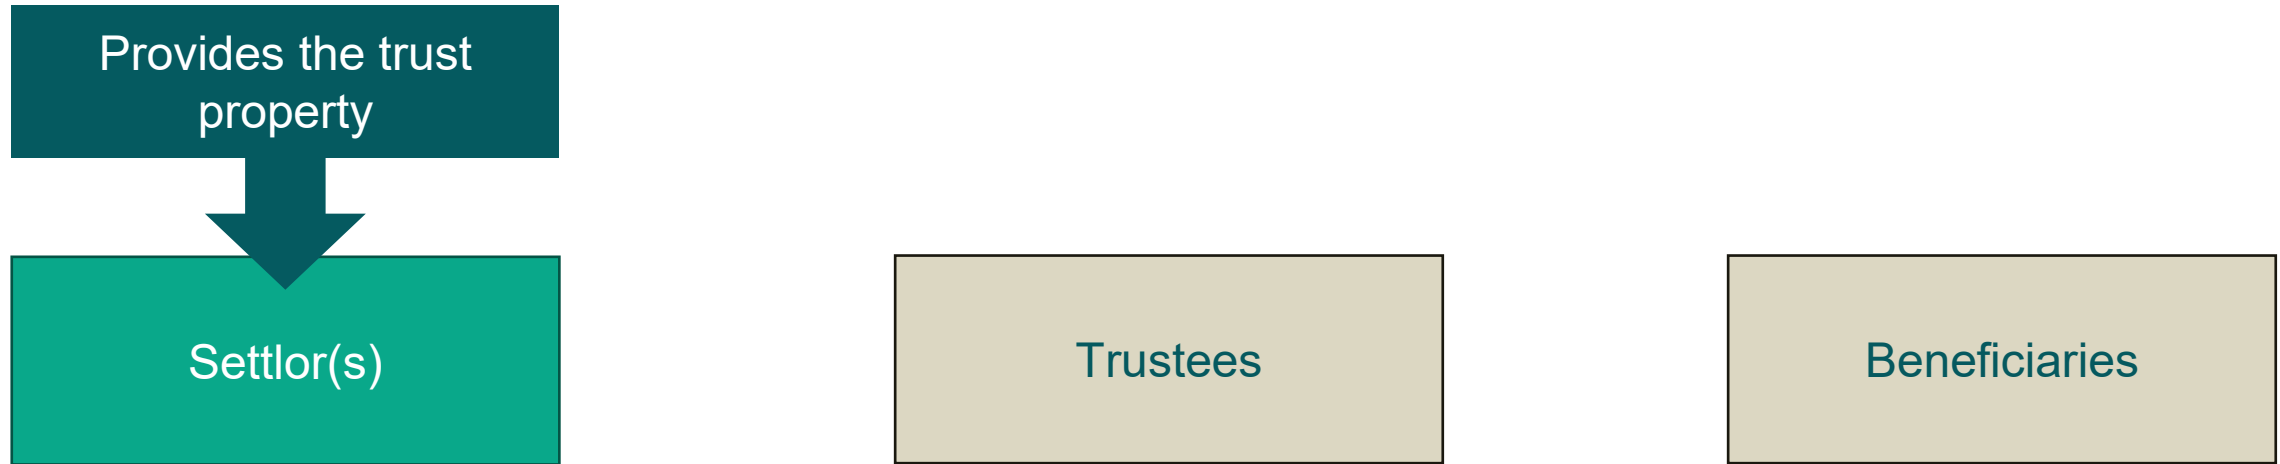 Provides the trust
property
Settlor(s)
Trustees
Beneficiaries